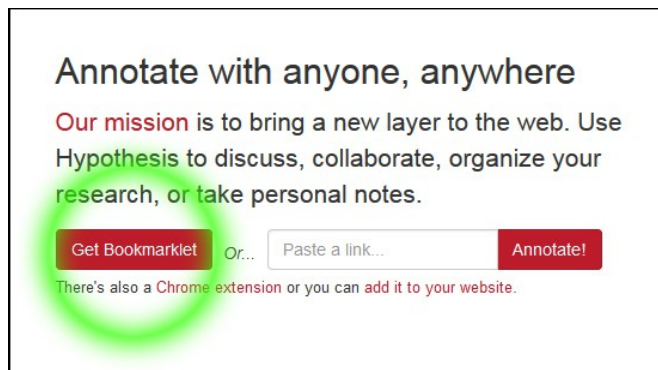 Annotate with anyone, anywhere
Our mission is to bring a new layer to the web. Use
Hypothesis to discuss, collaborate, organize your
research, or take personal notes.
Get Bookmarklet Or... Paste a link... Annotate!
There's also a Chrome extension or you can add it to your website.